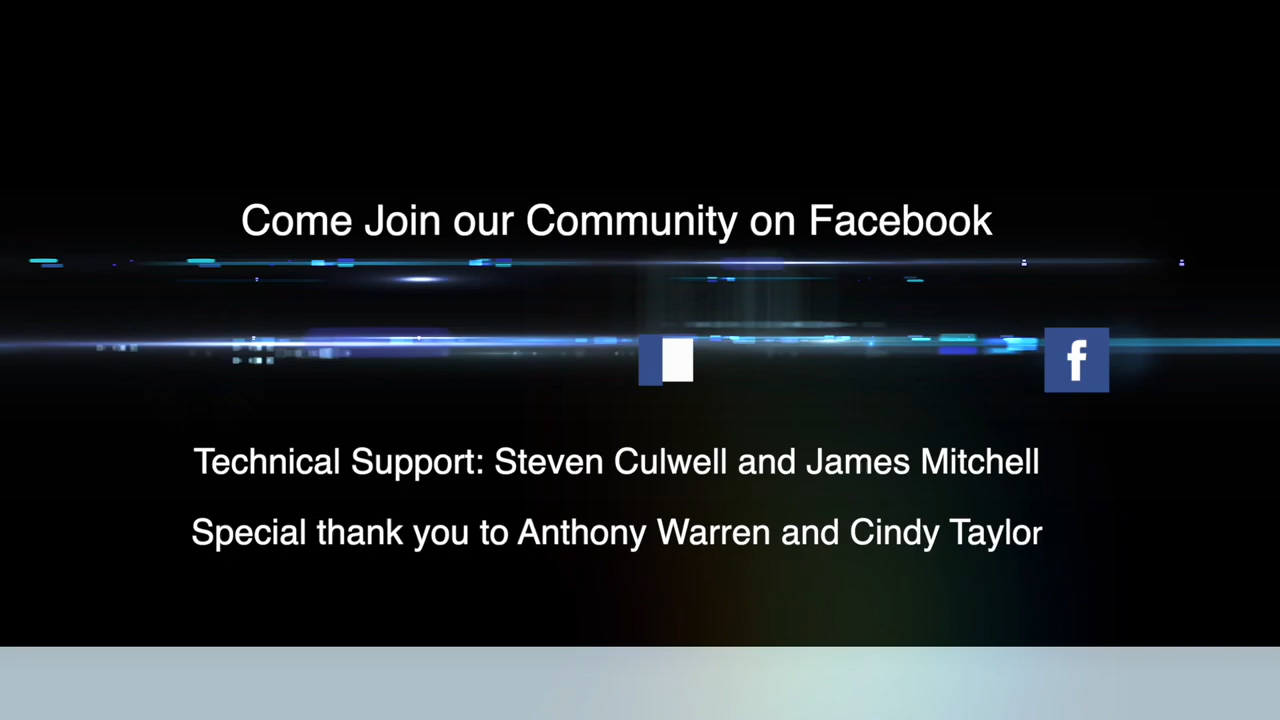 Come Join our Community on Facebook
f
Technical Support: Steven Culwell and James Mitchell
Special thank you to Anthony Warren and Cindy Taylor